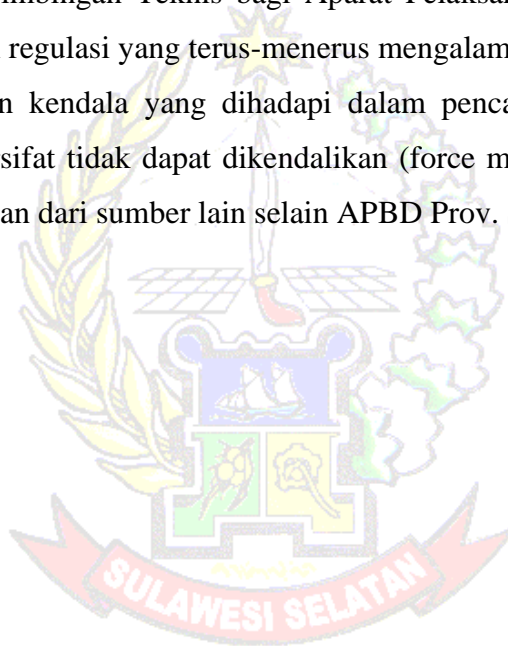 mbingan Teknis bagi Aparat Pelaksan
regulasi yang terus-menerus mengalam
n kendala yang dihadapi dalam penca
sifat tidak dapat dikendalikan (force m
an dari sumber lain selain APBD Prov.
SULAWESI SELATAN